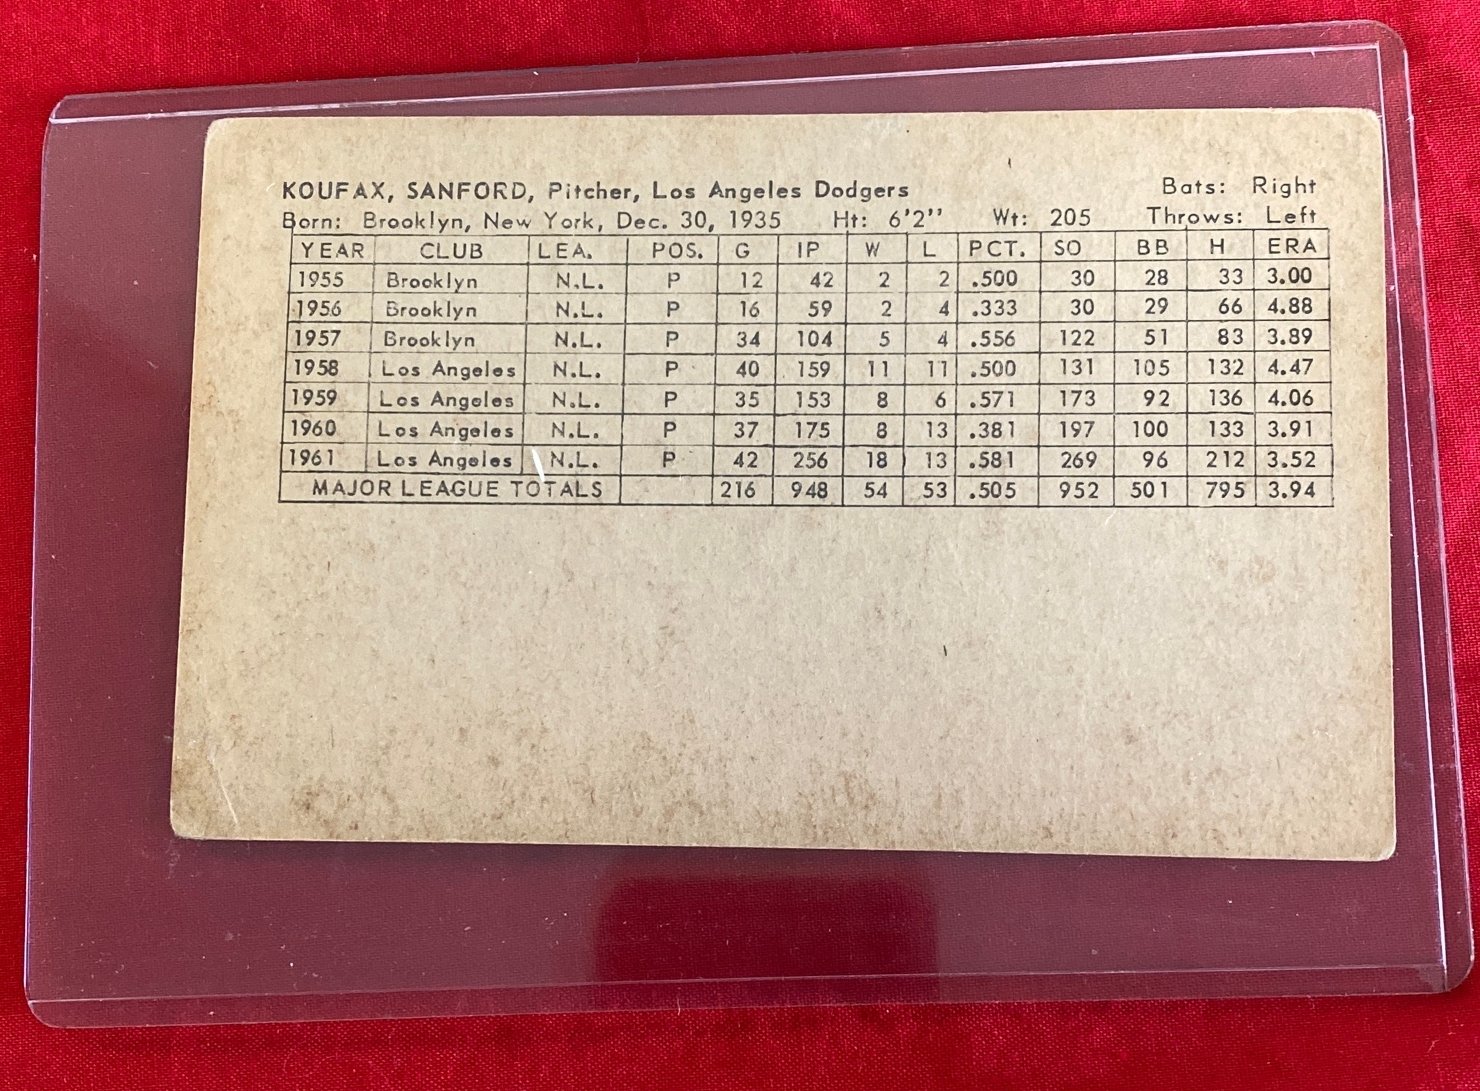 KOUFAX, SANFORD, Pitcher, Los Angeles Dodgers Bats: Right
Born: Brooklyn, New York, Dec. 30, 1935 Ht: 6'2'' Wt: 205 Throws: Left
YEAR CLUB LEA. POS. G IP W L PCT. SO BB H ERA
1955 Brooklyn N.L. P 12 42 2 2 .500 30 28 33 3.00
1956 Brooklyn N.L. P 16 59 2 4 .333 30 29 66 4.88
1957 Brooklyn N.L. P 34 104 5 4 .556 122 51 83 3.89
1958 Los Angeles N.L. P 40 159 11 11 .500 131 105 132 4.47
1959 Los Angeles N.L. P 35 153 8 6 .571 173 92 136 4.06
1960 Los Angeles N.L. P 37 175 8 13 .381 197 100 133 3.91
1961 Los Angeles N.L. P 42 256 18 13 .581 269 96 212 3.52
MAJOR LEAGUE TOTALS 216 948 54 53 .505 952 501 795 3.94